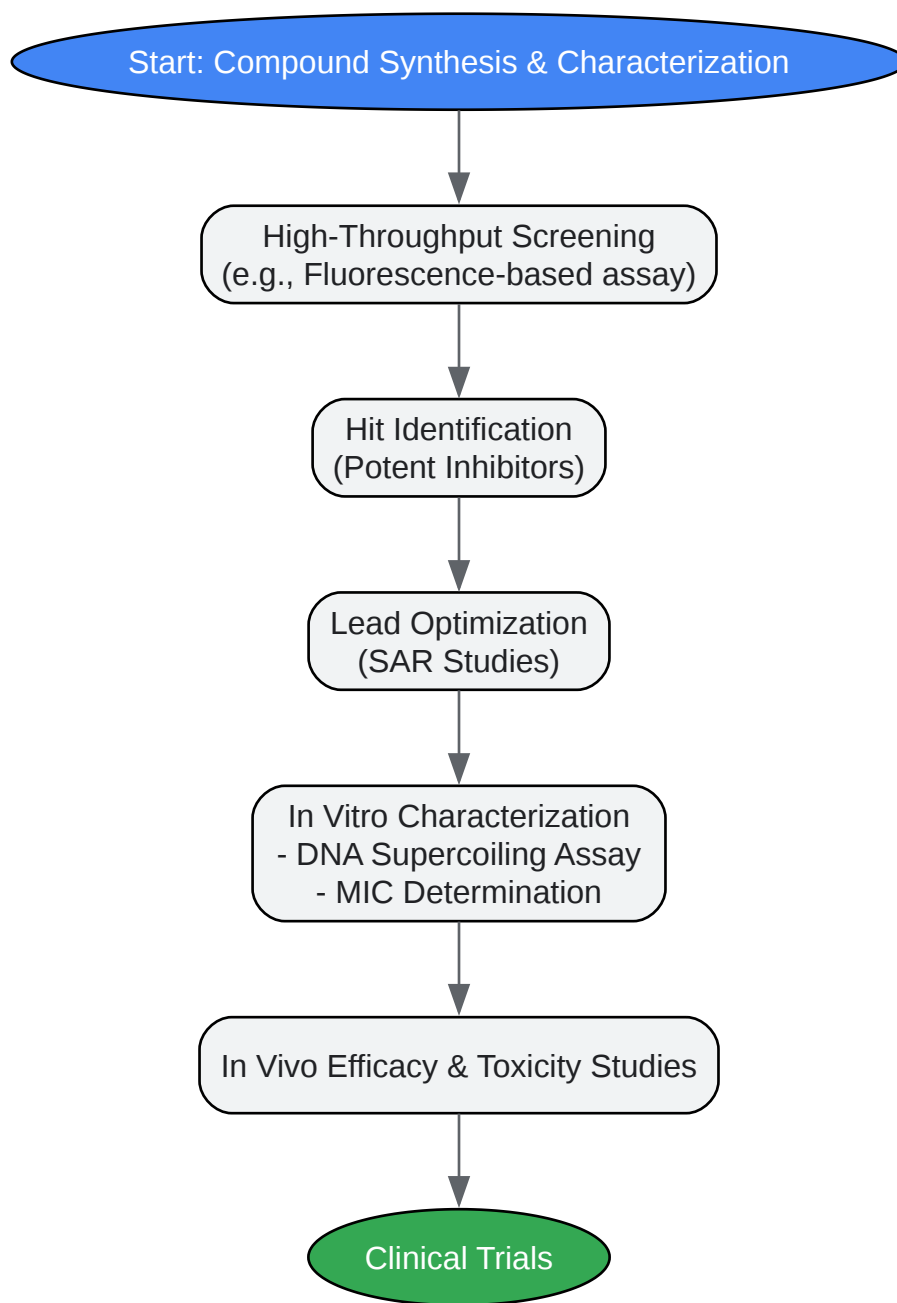 Start: Compound Synthesis & Characterization
High-Throughput Screening
(e.g., Fluorescence-based assay)
Hit Identification
(Potent Inhibitors)
Lead Optimization
(SAR Studies)
In Vitro Characterization
- DNA Supercoiling Assay
- MIC Determination
In Vivo Efficacy & Toxicity Studies
Clinical Trials